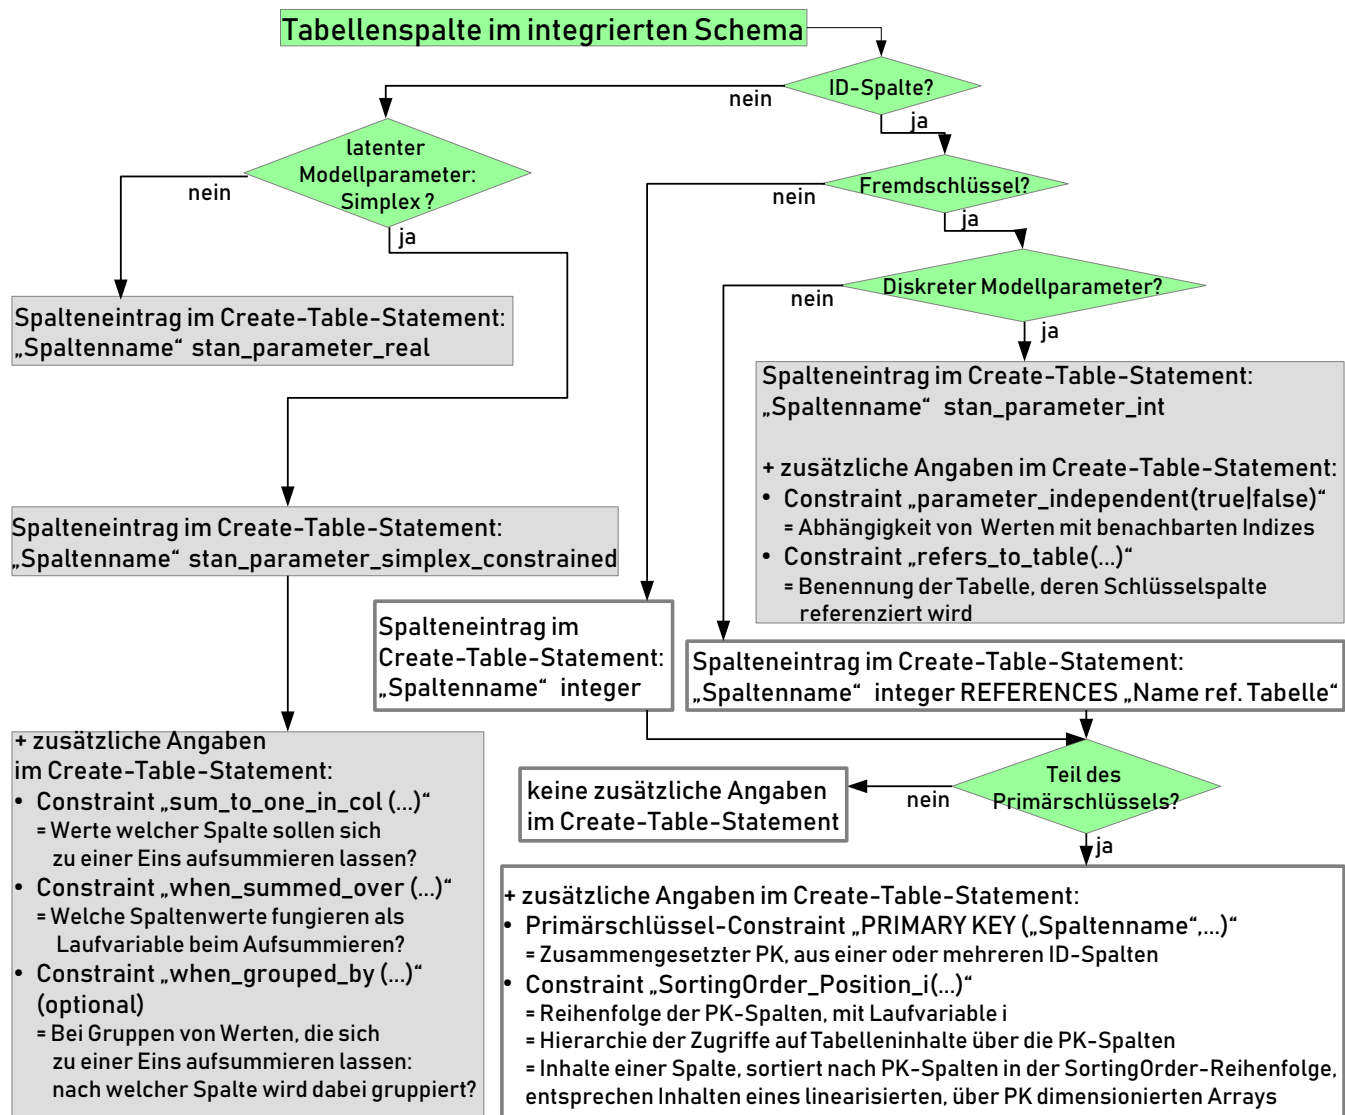 Tabellenspalte im integrierten Schema
ID-Spalte?
nein
ja
latenter
Modellparameter:
Simplex ?
nein
ja
Fremdschlüssel?
nein
ja
Diskreter Modellparameter?
nein
ja
Spalteneintrag im Create-Table-Statement:
„Spaltenname“ stan_parameter_real
Spalteneintrag im Create-Table-Statement:
„Spaltenname“ stan_parameter_int
+ zusätzliche Angaben im Create-Table-Statement:
• Constraint „parameter_independent(true|false)“
= Abhängigkeit von Werten mit benachbarten Indizes
• Constraint „refers_to_table(...)“
= Benennung der Tabelle, deren Schlüsselspalte
referenziert wird
Spalteneintrag im Create-Table-Statement:
„Spaltenname“ stan_parameter_simplex_constrained
Spalteneintrag im
Create-Table-Statement:
„Spaltenname“ integer
Spalteneintrag im Create-Table-Statement:
„Spaltenname“ integer REFERENCES „Name ref. Tabelle“
Teil des
Primärschlüssels?
nein
ja
keine zusätzliche Angaben
im Create-Table-Statement
+ zusätzliche Angaben
im Create-Table-Statement:
• Constraint „sum_to_one_in_col (...)“
= Werte welcher Spalte sollen sich
zu einer Eins aufsummieren lassen?
• Constraint „when_summed_over (...)“
= Welche Spaltenwerte fungieren als
Laufvariable beim Aufsummieren?
• Constraint „when_grouped_by (...)“
(optional)
= Bei Gruppen von Werten, die sich
zu einer Eins aufsummieren lassen:
nach welcher Spalte wird dabei gruppiert?
+ zusätzliche Angaben im Create-Table-Statement:
• Primärschlüssel-Constraint „PRIMARY KEY („Spaltenname“,...)“
= Zusammengesetzter PK, aus einer oder mehreren ID-Spalten
• Constraint „SortingOrder_Position_i(...)“
= Reihenfolge der PK-Spalten, mit Laufvariable i
= Hierarchie der Zugriffe auf Tabelleninhalte über die PK-Spalten
= Inhalte einer Spalte, sortiert nach PK-Spalten in der SortingOrder-Reihenfolge,
entsprechen Inhalten eines linearisierten, über PK dimensionierten Arrays